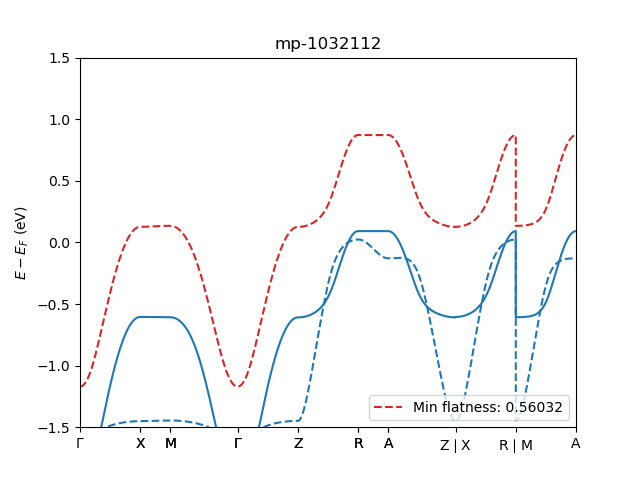 mp-1032112
E − E_F (eV)
1.5
1.0
0.5
0.0
−0.5
−1.0
−1.5
Γ X M Γ Z R A Z | X R | M A
Min flatness: 0.56032